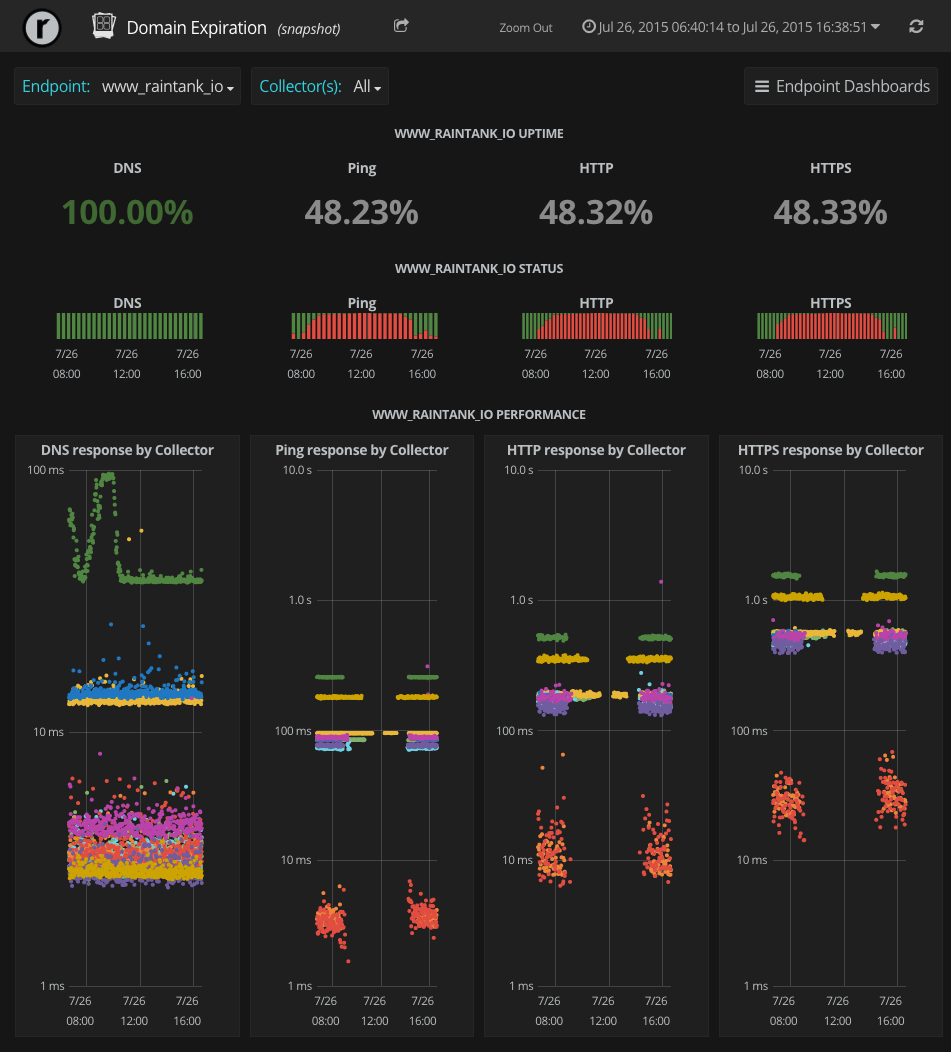 r Domain Expiration (snapshot) Zoom Out Jul 26, 2015 06:40:14 to Jul 26, 2015 16:38:51
Endpoint: www_raintank_io Collector(s): All Endpoint Dashboards
WWW_RAINTANK_IO UPTIME
DNS Ping HTTP HTTPS
100.00% 48.23% 48.32% 48.33%
WWW_RAINTANK_IO STATUS
DNS Ping HTTP HTTPS
7/26 7/26 7/26 7/26 7/26 7/26 7/26 7/26 7/26 7/26 7/26 7/26
08:00 12:00 16:00 08:00 12:00 16:00 08:00 12:00 16:00 08:00 12:00 16:00
WWW_RAINTANK_IO PERFORMANCE
DNS response by Collector
100 ms
10 ms
1 ms
7/26 7/26 7/26
08:00 12:00 16:00
Ping response by Collector
10.0 s
1.0 s
100 ms
10 ms
1 ms
7/26 7/26 7/26
08:00 12:00 16:00
HTTP response by Collector
10.0 s
1.0 s
100 ms
10 ms
1 ms
7/26 7/26 7/26
08:00 12:00 16:00
HTTPS response by Collector
10.0 s
1.0 s
100 ms
10 ms
1 ms
7/26 7/26 7/26
08:00 12:00 16:00